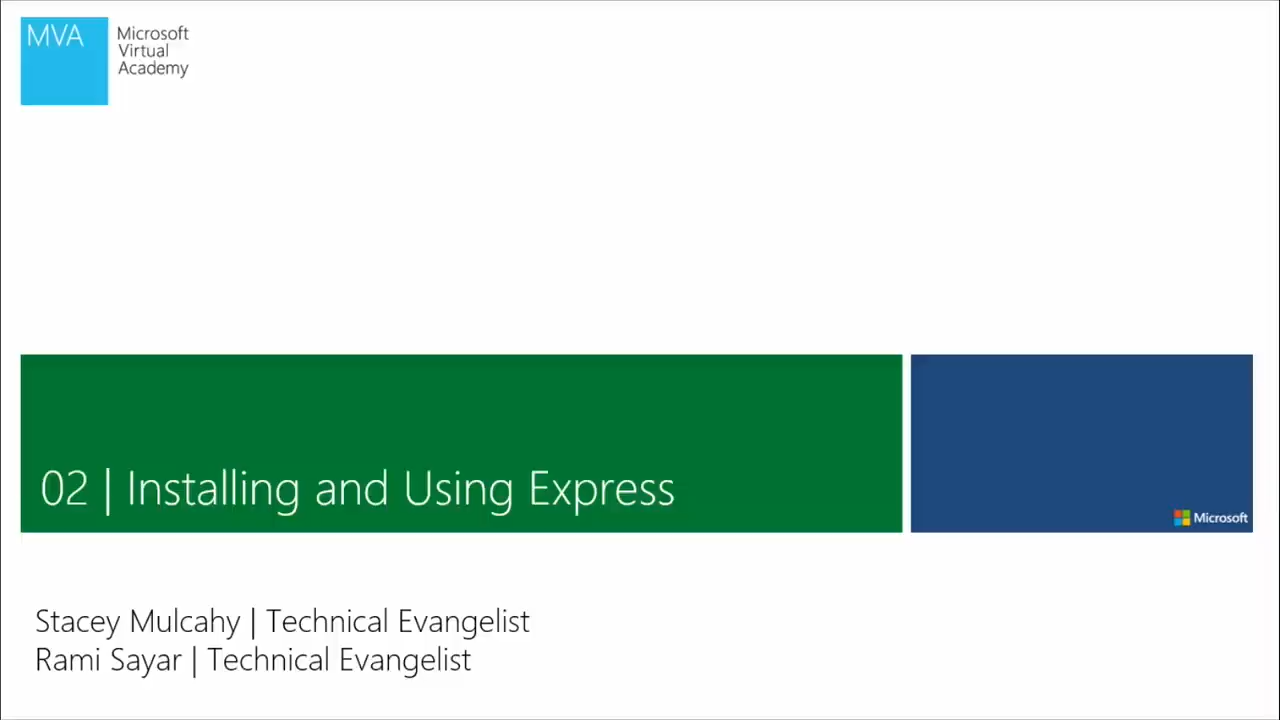 MVA
Microsoft
Virtual
Academy
02 | Installing and Using Express
Microsoft
Stacey Mulcahy | Technical Evangelist
Rami Sayar | Technical Evangelist